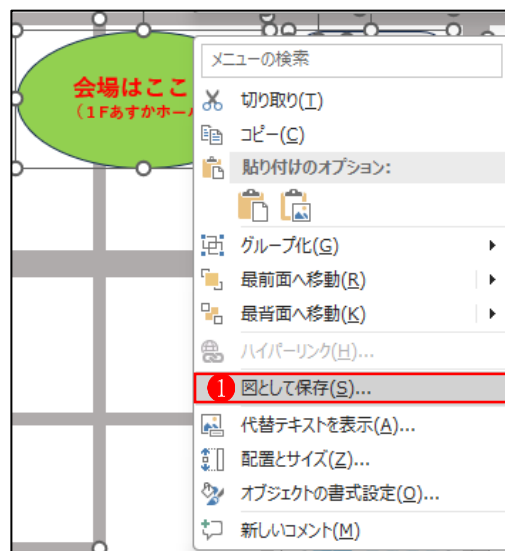 会場はここ
（１Fあすかホー
メニューの検索
切り取り(T)
コピー(C)
貼り付けのオプション:
グループ化(G)
最前面へ移動(R)
最背面へ移動(K)
ハイパーリンク(H)...
1 図として保存(S)...
代替テキストを表示(A)...
配置とサイズ(Z)...
オブジェクトの書式設定(O)...
新しいコメント(M)